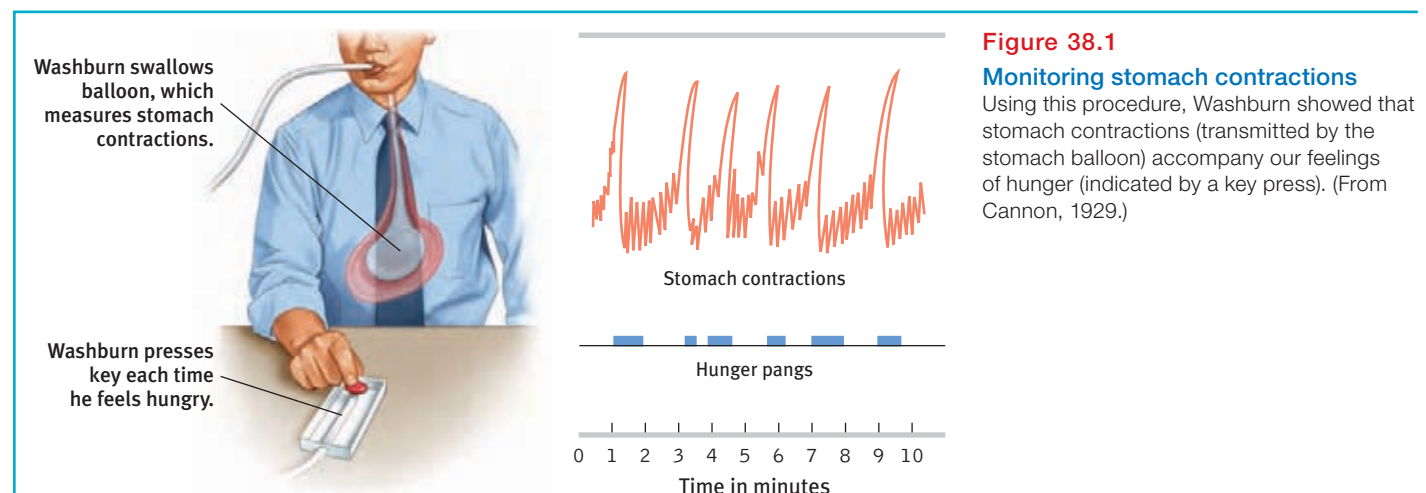 Washburn swallows
balloon, which
measures stomach
contractions.
Washburn presses
key each time
he feels hungry.
Stomach contractions
Hunger pangs
0 1 2 3 4 5 6 7 8 9 10
Time in minutes
Figure 38.1
Monitoring stomach contractions
Using this procedure, Washburn showed that
stomach contractions (transmitted by the
stomach balloon) accompany our feelings
of hunger (indicated by a key press). (From
Cannon, 1929.)